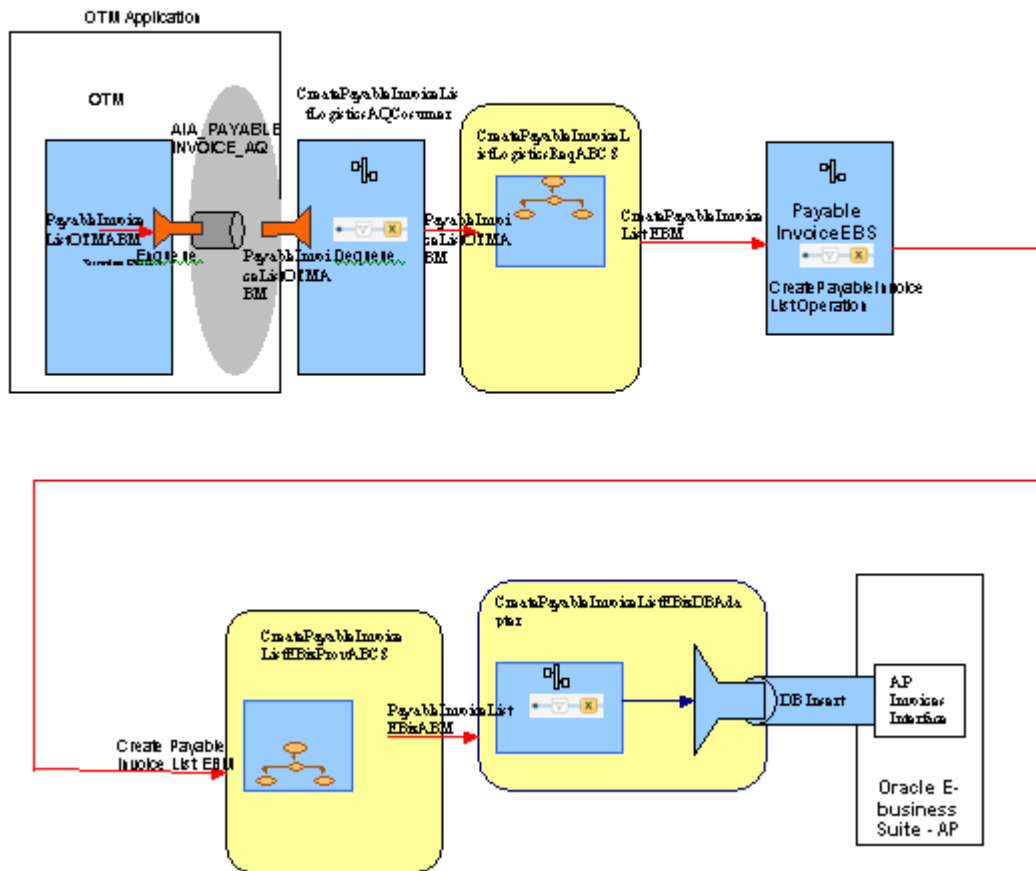 OTM Application
OTM
AIA_PAYABLE
INVOICE_AQ
PayableInvoice
ListOTMABM
Enqueue
PayableInvoi
ceListOTMA
BM
CreatePayableInvoiceLis
tLogisticsAQCosumer
Dequeue
PayableInvoi
ceListOTMA
BM
CreatePayableInvoiceL
istLogisticsReqABCS
CreatePayableInvoice
ListEBM
Payable
InvoiceEBS
CreatePayableInvoice
ListOperation
Create Payable
Invoice List EBM
CreatePayableInvoice
ListEBizProvABCS
PayableInvoiceList
EBizABM
CreatePayableInvoiceListEBizDBAda
pter
DB Insert
AP
Invoices
Interface
Oracle E-
business
Suite - AP